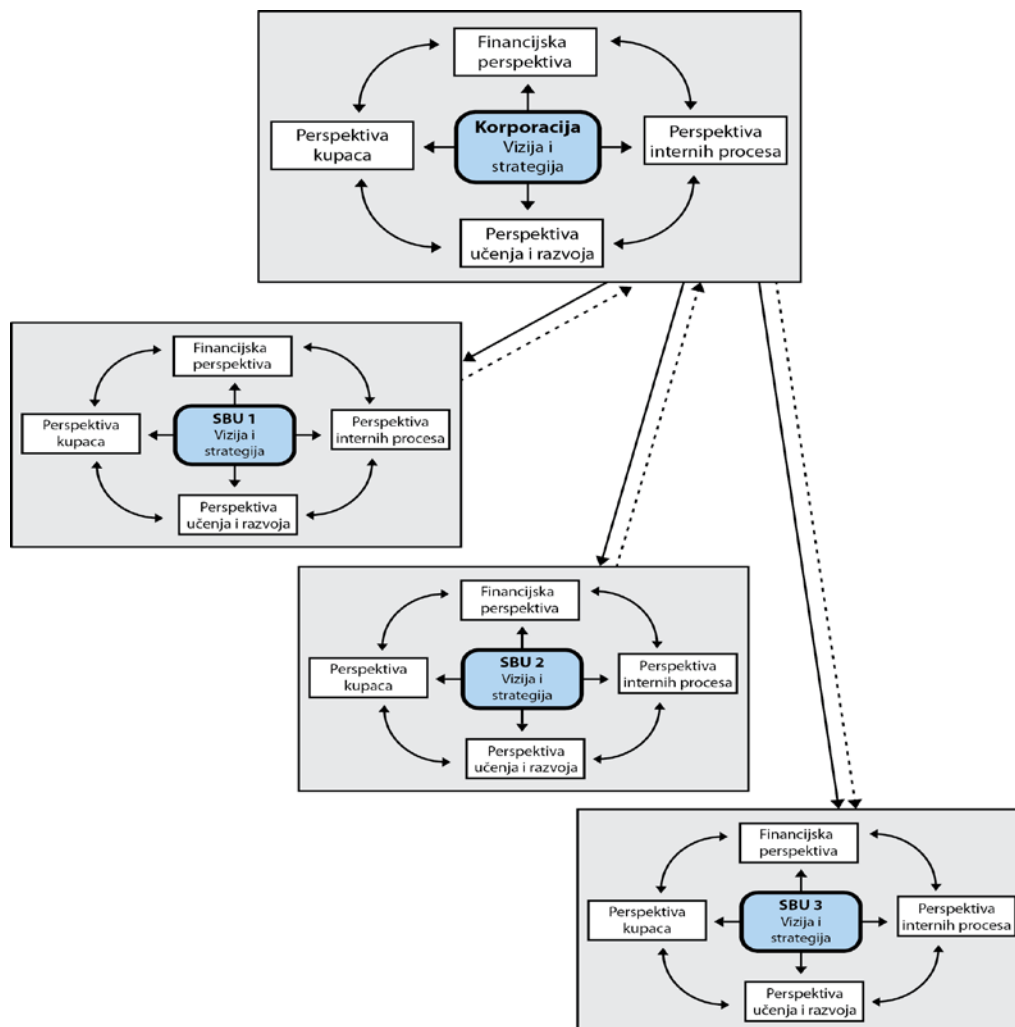 Financijska
perspektiva
Perspektiva
kupaca
Korporacija
Vizija i
strategija
Perspektiva
internih procesa
Perspektiva
učenja i razvoja
Financijska
perspektiva
Perspektiva
kupaca
SBU 1
Vizija i
strategija
Perspektiva
internih procesa
Perspektiva
učenja i razvoja
Financijska
perspektiva
Perspektiva
kupaca
SBU 2
Vizija i
strategija
Perspektiva
internih procesa
Perspektiva
učenja i razvoja
Financijska
perspektiva
Perspektiva
kupaca
SBU 3
Vizija i
strategija
Perspektiva
internih procesa
Perspektiva
učenja i razvoja